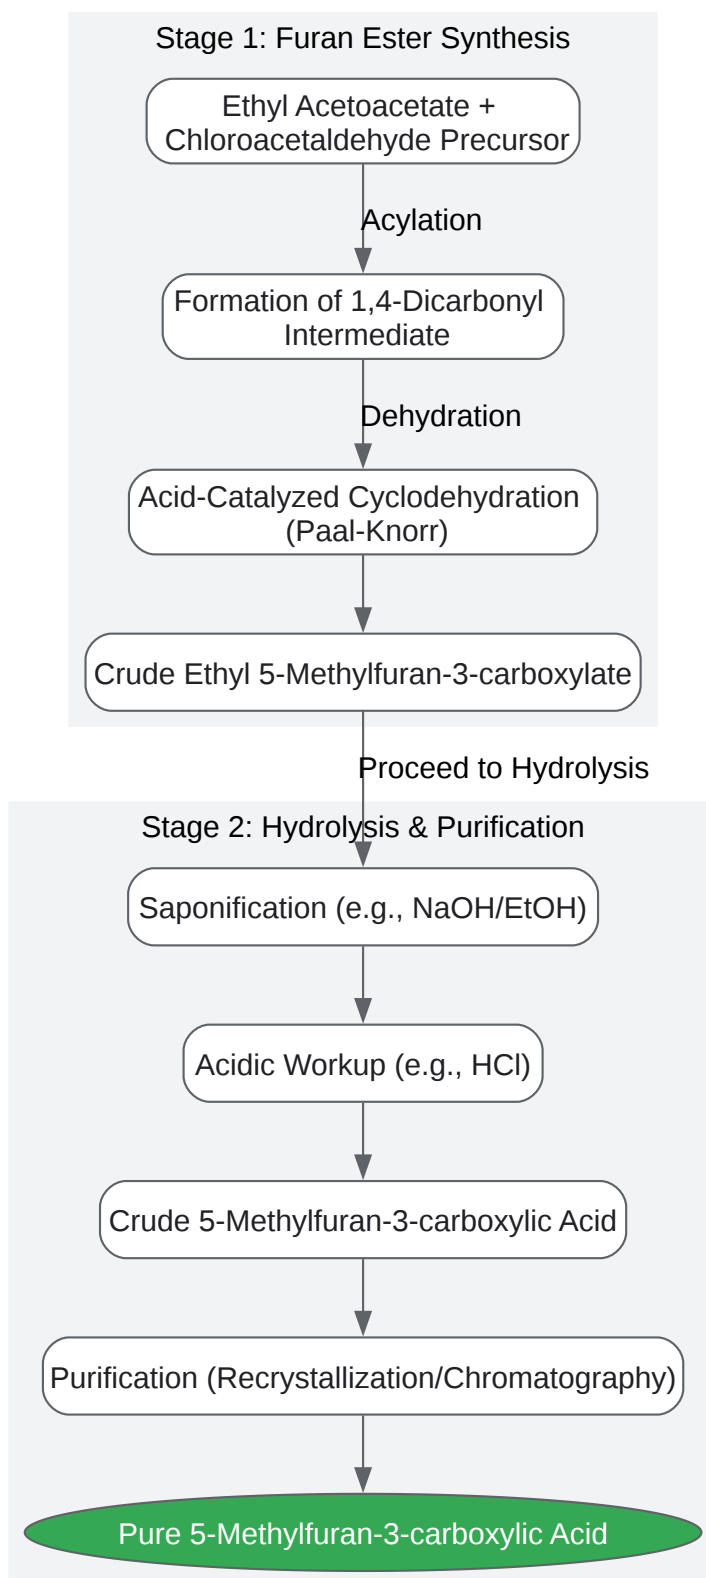 Stage 1: Furan Ester Synthesis
Ethyl Acetoacetate +
Chloroacetaldehyde Precursor
Acylation
Formation of 1,4-Dicarbonyl
Intermediate
Dehydration
Acid-Catalyzed Cyclodehydration
(Paal-Knorr)
Crude Ethyl 5-Methylfuran-3-carboxylate
Proceed to Hydrolysis
Stage 2: Hydrolysis & Purification
Saponification (e.g., NaOH/EtOH)
Acidic Workup (e.g., HCl)
Crude 5-Methylfuran-3-carboxylic Acid
Purification (Recrystallization/Chromatography)
Pure 5-Methylfuran-3-carboxylic Acid